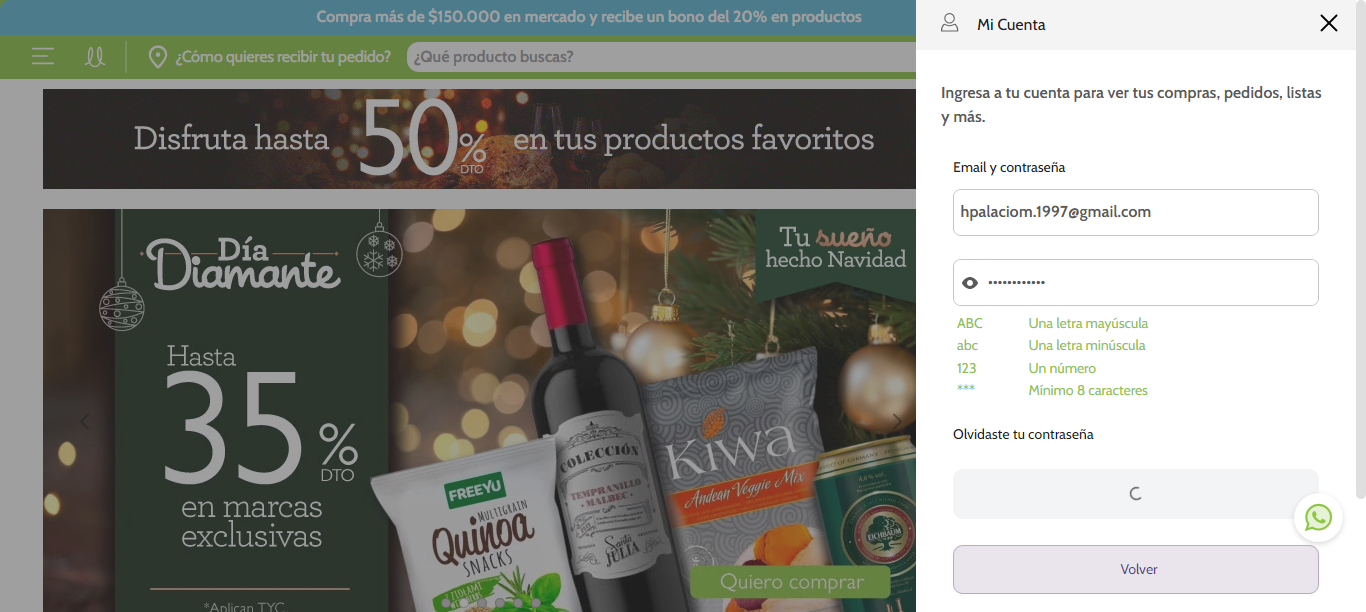 Compra más de $150.000 en mercado y recibe un bono del 20% en productos
¿Cómo quieres recibir tu pedido?
¿Qué producto buscas?
Disfruta hasta 50% DTO en tus productos favoritos
Día
Diamante
Hasta
35% DTO
en marcas
exclusivas
*Aplican TYC
Tu sueño
hecho Navidad
COLECCIÓN
TEMPRANILLO
MALBEC
Santa
JULIA
Kiwa
Andean Veggie Mix
FREEYU
MULTIGRAIN
Quinoa
SNACKS
EICHBAUM
Quiero comprar
Mi Cuenta
Ingresa a tu cuenta para ver tus compras, pedidos, listas
y más.
Email y contraseña
hpalaciom.1997@gmail.com
••••••••••••
ABC Una letra mayúscula
abc Una letra minúscula
123 Un número
*** Mínimo 8 caracteres
Olvidaste tu contraseña
Volver